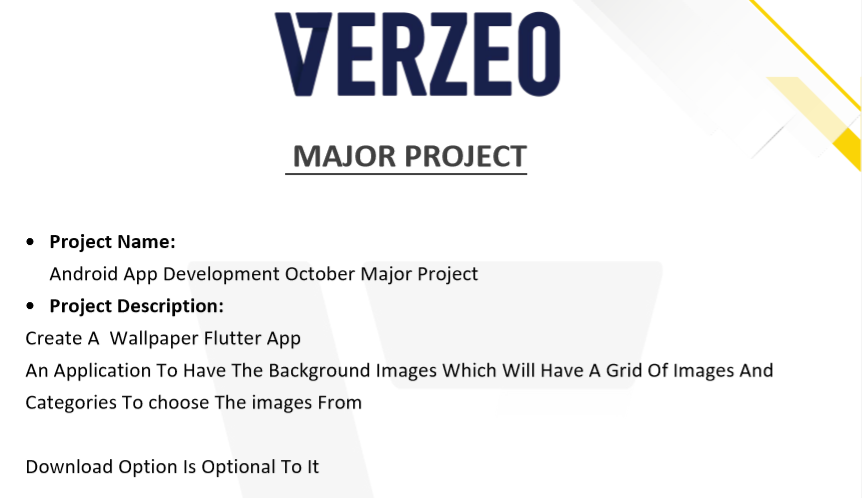 VERZEO
MAJOR PROJECT
• Project Name:
Android App Development October Major Project
• Project Description:
Create A  Wallpaper Flutter App
An Application To Have The Background Images Which Will Have A Grid Of Images And
Categories To choose The images From
Download Option Is Optional To It